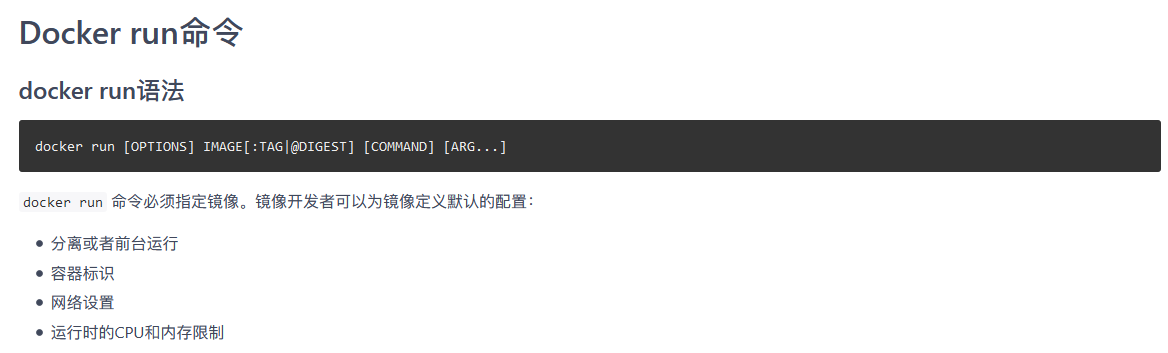 Docker run命令
docker run语法
docker run [OPTIONS] IMAGE[:TAG|@DIGEST] [COMMAND] [ARG...]
docker run 命令必须指定镜像。镜像开发者可以为镜像定义默认的配置：
• 分离或者前台运行
• 容器标识
• 网络设置
• 运行时的CPU和内存限制